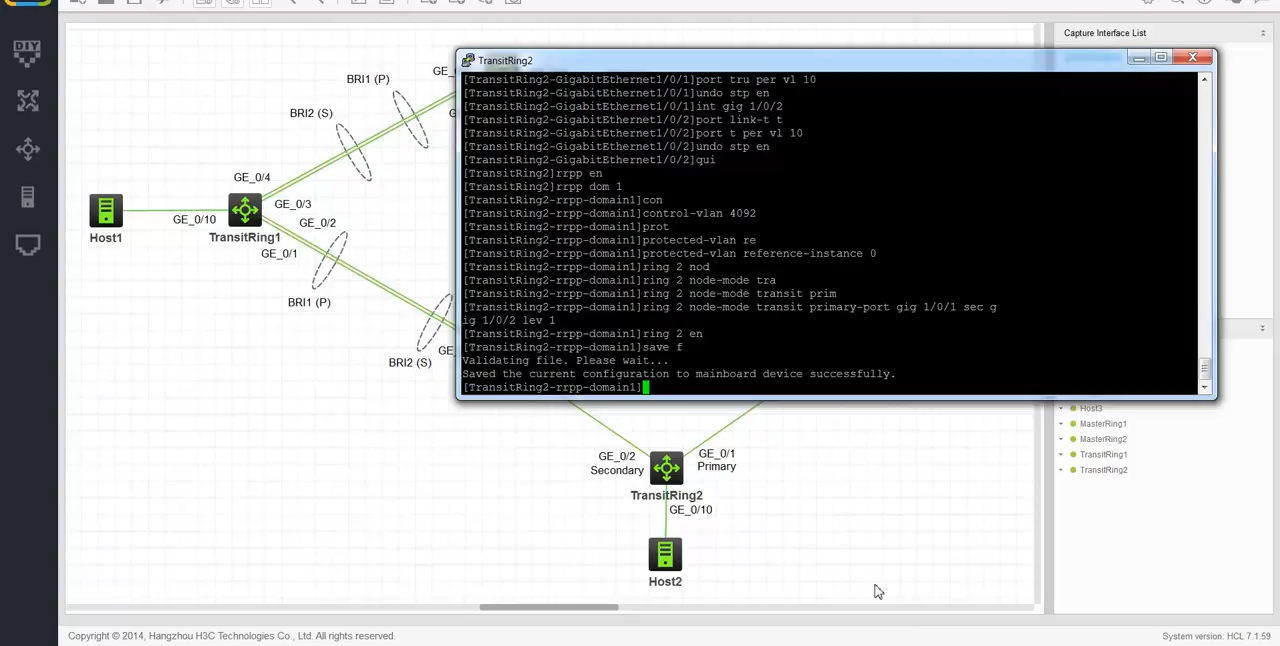 Capture Interface List
DIY
TransitRing2
[TransitRing2-GigabitEthernet1/0/1]port tru per vl 10
[TransitRing2-GigabitEthernet1/0/1]undo stp en
[TransitRing2-GigabitEthernet1/0/1]int gig 1/0/2
[TransitRing2-GigabitEthernet1/0/2]port link-t t
[TransitRing2-GigabitEthernet1/0/2]port t per vl 10
[TransitRing2-GigabitEthernet1/0/2]undo stp en
[TransitRing2-GigabitEthernet1/0/2]qui
[TransitRing2]rrpp en
[TransitRing2]rrpp dom 1
[TransitRing2-rrpp-domain1]con
[TransitRing2-rrpp-domain1]control-vlan 4092
[TransitRing2-rrpp-domain1]prot
[TransitRing2-rrpp-domain1]protected-vlan re
[TransitRing2-rrpp-domain1]protected-vlan reference-instance 0
[TransitRing2-rrpp-domain1]ring 2 nod
[TransitRing2-rrpp-domain1]ring 2 node-mode tra
[TransitRing2-rrpp-domain1]ring 2 node-mode transit prim
[TransitRing2-rrpp-domain1]ring 2 node-mode transit primary-port gig 1/0/1 sec g
ig 1/0/2 lev 1
[TransitRing2-rrpp-domain1]ring 2 en
[TransitRing2-rrpp-domain1]save f
Validating file. Please wait...
Saved the current configuration to mainboard device successfully.
[TransitRing2-rrpp-domain1]
BRI1 (P)
GE_
BRI2 (S)
G
GE_0/4
GE_0/3
GE_0/10
GE_0/2
Host1
TransitRing1
GE_0/1
BRI1 (P)
GE_
BRI2 (S)
GE_0/2
Secondary
GE_0/1
Primary
TransitRing2
GE_0/10
Host2
Host3
MasterRing1
MasterRing2
TransitRing1
TransitRing2
Copyright © 2014, Hangzhou H3C Technologies Co., Ltd. All rights reserved.
System version: HCL 7.1.59